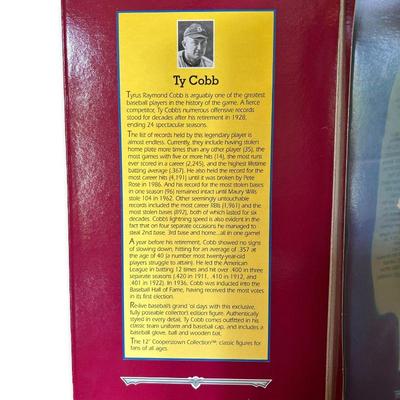 Ty Cobb
Tyrus Raymond Cobb is arguably one of the greatest
baseball players in the history of the game. A fierce
competitor, Ty Cobb's numerous offensive records
stood for decades after his retirement in 1928,
ending 24 spectacular seasons.
The list of records held by this legendary player is
almost endless. Currently, they include having stolen
home plate more times than any other player (35), the
most games with five or more hits (14), the most runs
ever scored in a career (2,245), and the highest lifetime
batting average (.367). He also held the record for the
most career hits (4,191) until it was broken by Pete
Rose in 1986. And his record for the most stolen bases
in one season (96) remained intact until Maury Wills
stole 104 in 1962. Other seemingly untouchable
records included the most career RBIs (1,961) and the
most stolen bases (892), both of which lasted for six
decades. Cobb's lightning speed is also evident in the
fact that on four separate occasions he managed to
steal 2nd base, 3rd base and home...all in one game!
A year before his retirement, Cobb showed no signs
of slowing down, hitting for an average of .357 at
the age of 40 (a number most twenty-year-old
players struggle to attain). He led the American
League in batting 12 times and hit over .400 in three
separate seasons (.420 in 1911, .410 in 1912, and
.401 in 1922). In 1936, Cobb was inducted into the
Baseball Hall of Fame, having received the most votes
in its first election.
Re-live baseball's grand 'ol days with this exclusive,
fully poseable collector's edition figure. Authentically
styled in every detail, Ty Cobb comes outfitted in his
classic team uniform and baseball cap, and includes a
baseball glove, ball and wooden bat.
The 12" Cooperstown Collection™: classic figures for
fans of all ages.